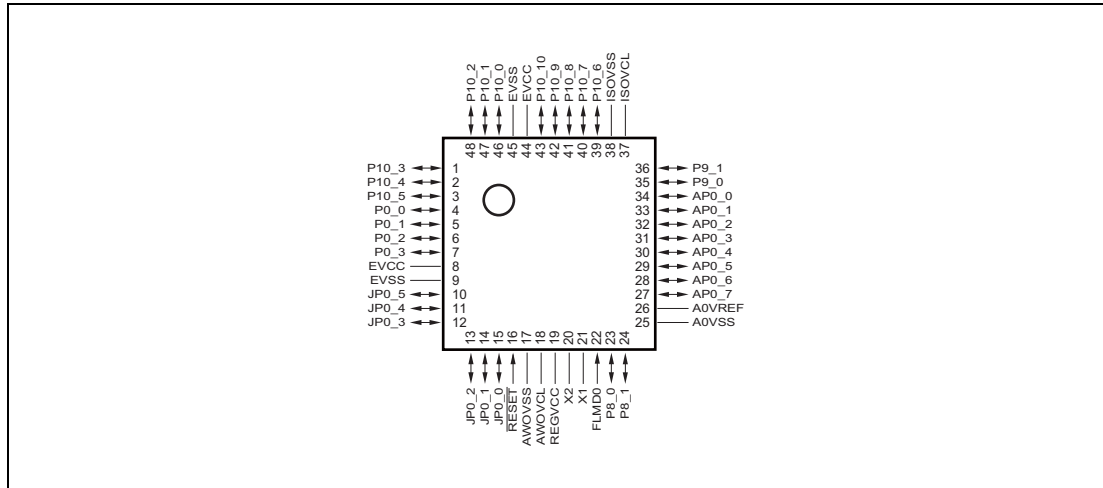 P10_2
P10_1
P10_0
EVSS
EVCC
P10_10
P10_9
P10_8
P10_7
P10_6
ISOVSS
ISOVCL
48
47
46
45
44
43
42
41
40
39
38
37
P10_3 1
P10_4 2
P10_5 3
P0_0 4
P0_1 5
P0_2 6
P0_3 7
EVCC 8
EVSS 9
JP0_5 10
JP0_4 11
JP0_3 12
36 P9_1
35 P9_0
34 AP0_0
33 AP0_1
32 AP0_2
31 AP0_3
30 AP0_4
29 AP0_5
28 AP0_6
27 AP0_7
26 A0VREF
25 A0VSS
13
14
15
16
17
18
19
20
21
22
23
24
JP0_2
JP0_1
JP0_0
RESET
AWOVSS
AWOVCL
REGVCC
X2
X1
FLMD0
P8_0
P8_1